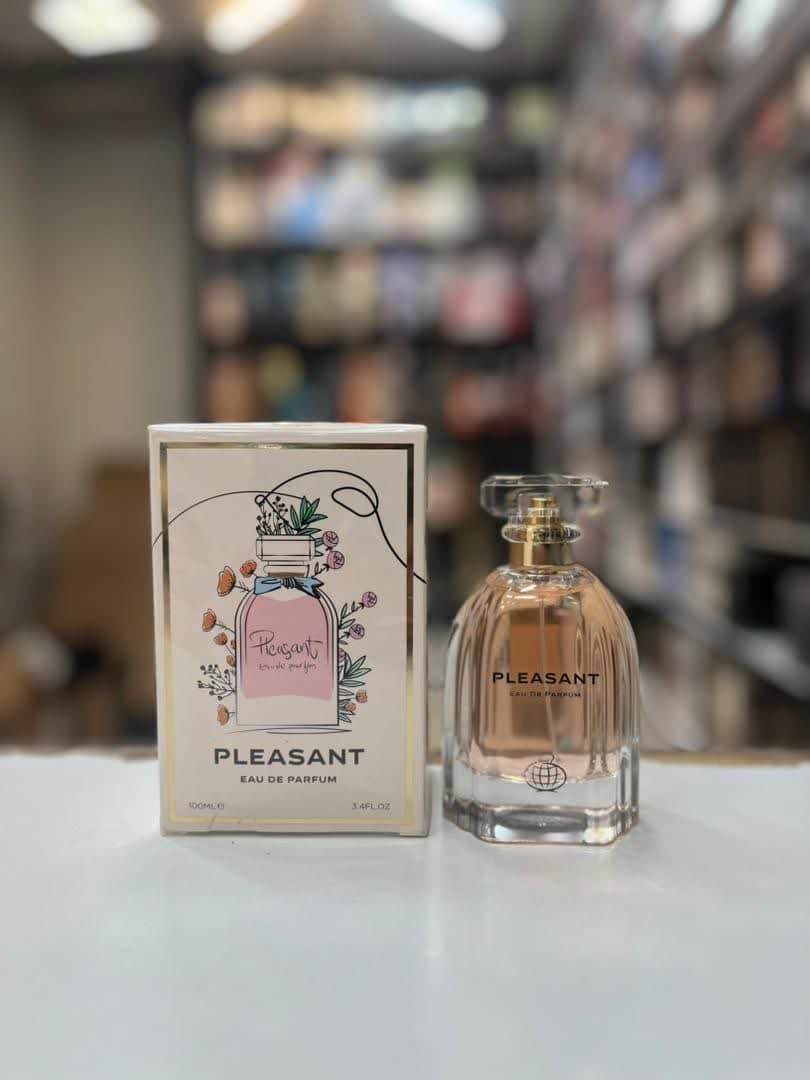 Pleasant
Eau de parfum
PLEASANT
EAU DE PARFUM
100ML e
3.4FL.OZ
PLEASANT
EAU DE PARFUM